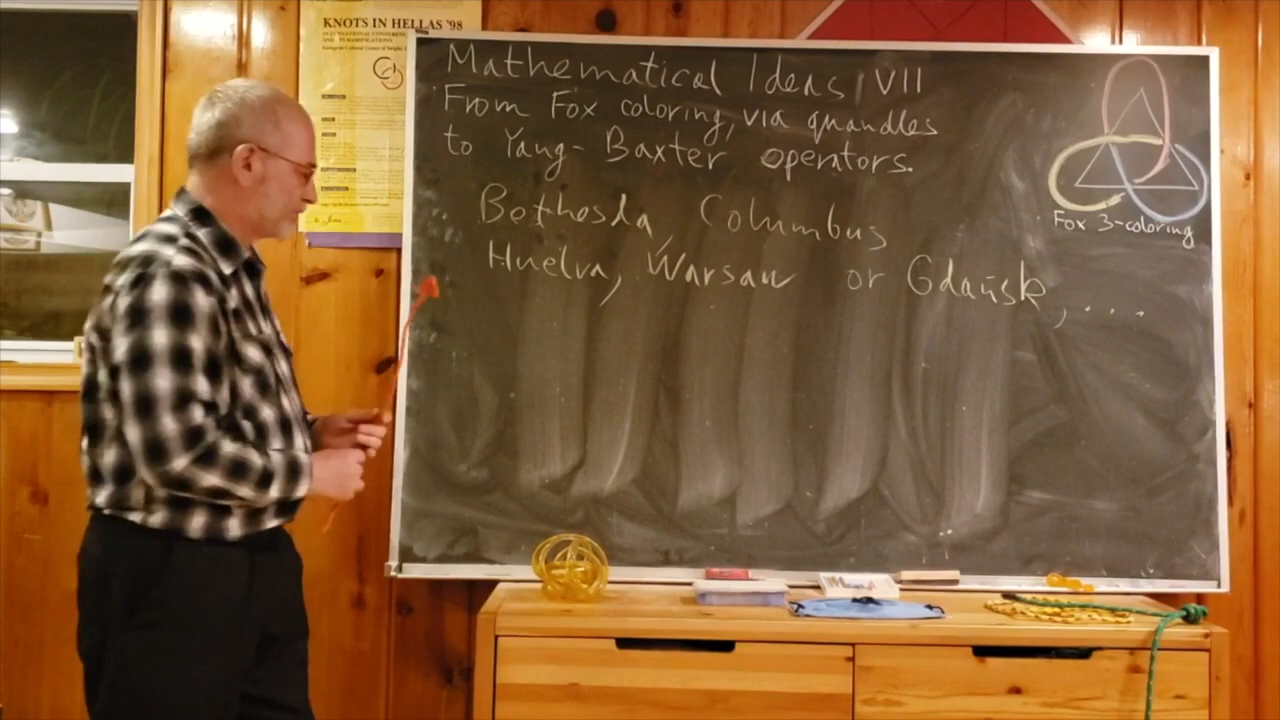 KNOTS IN HELLAS '98
Mathematical Ideas VII
From Fox coloring, via quandles
to Yang-Baxter operators.
Bethesda, Columbus
Huelva, Warsaw or Gdańsk, ....
Fox 3-coloring